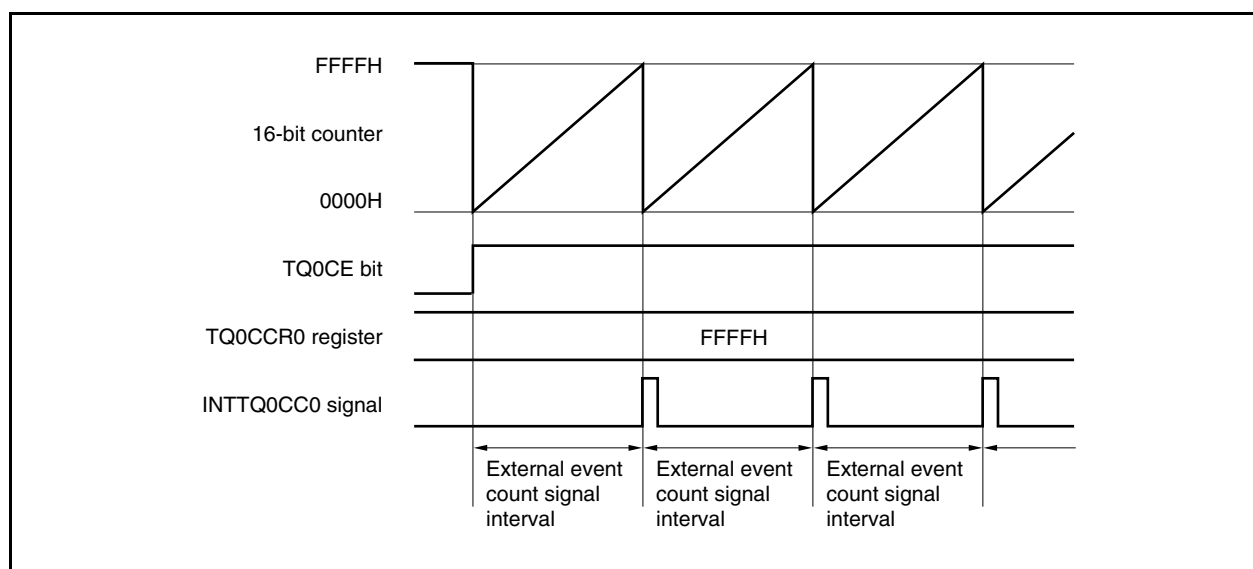 FFFFH
16-bit counter
0000H
TQ0CE bit
TQ0CCR0 register
FFFFH
INTTQ0CC0 signal
External event
count signal
interval
External event
count signal
interval
External event
count signal
interval